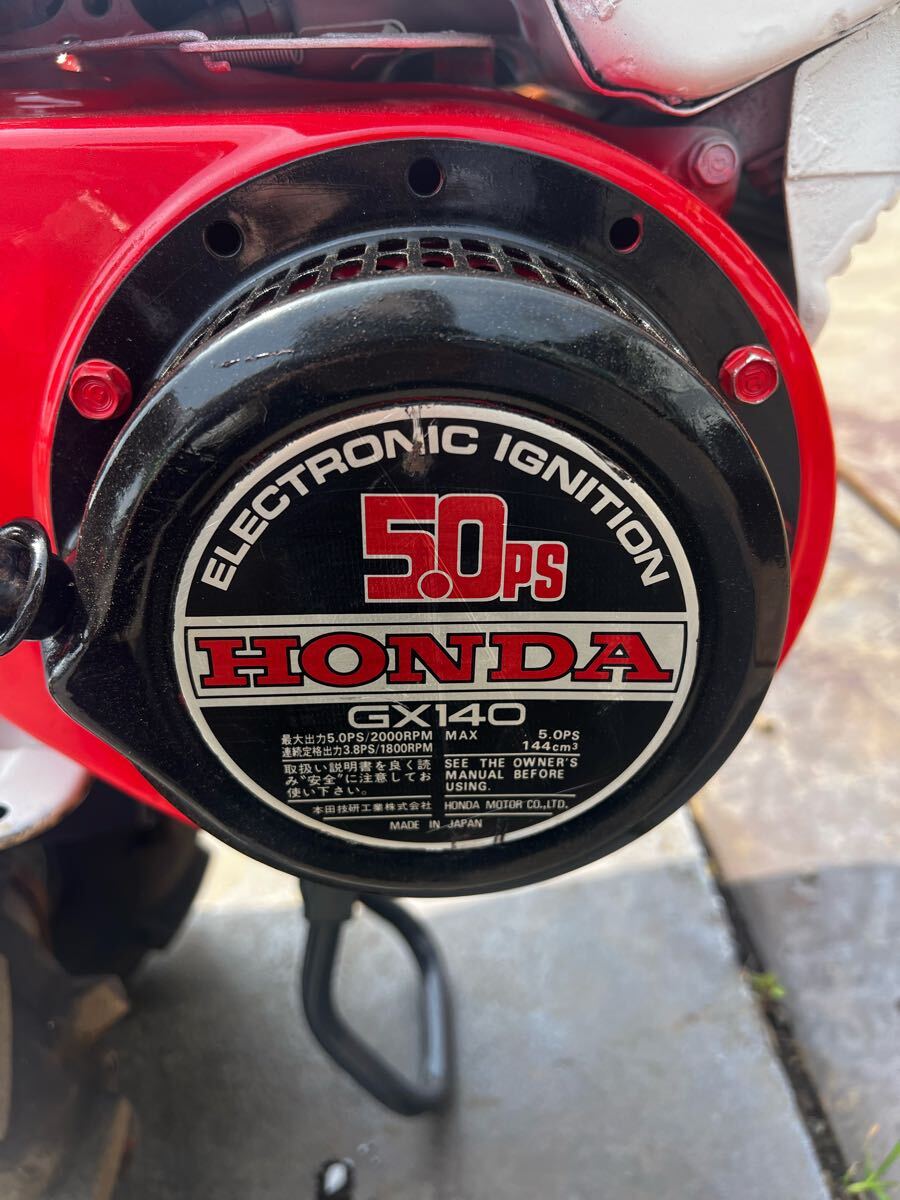 ELECTRONIC IGNITION
5.0PS
HONDA
GX140
最大出力5.0PS/2000RPM
連続定格出力3.8PS/1800RPM
取扱い説明書を良く読
み"安全"に注意してお
使い下さい。
本田技研工業株式会社
MAX 5.0PS
144cm³
SEE THE OWNER'S
MANUAL BEFORE
USING.
HONDA MOTOR CO.,LTD.
MADE IN JAPAN